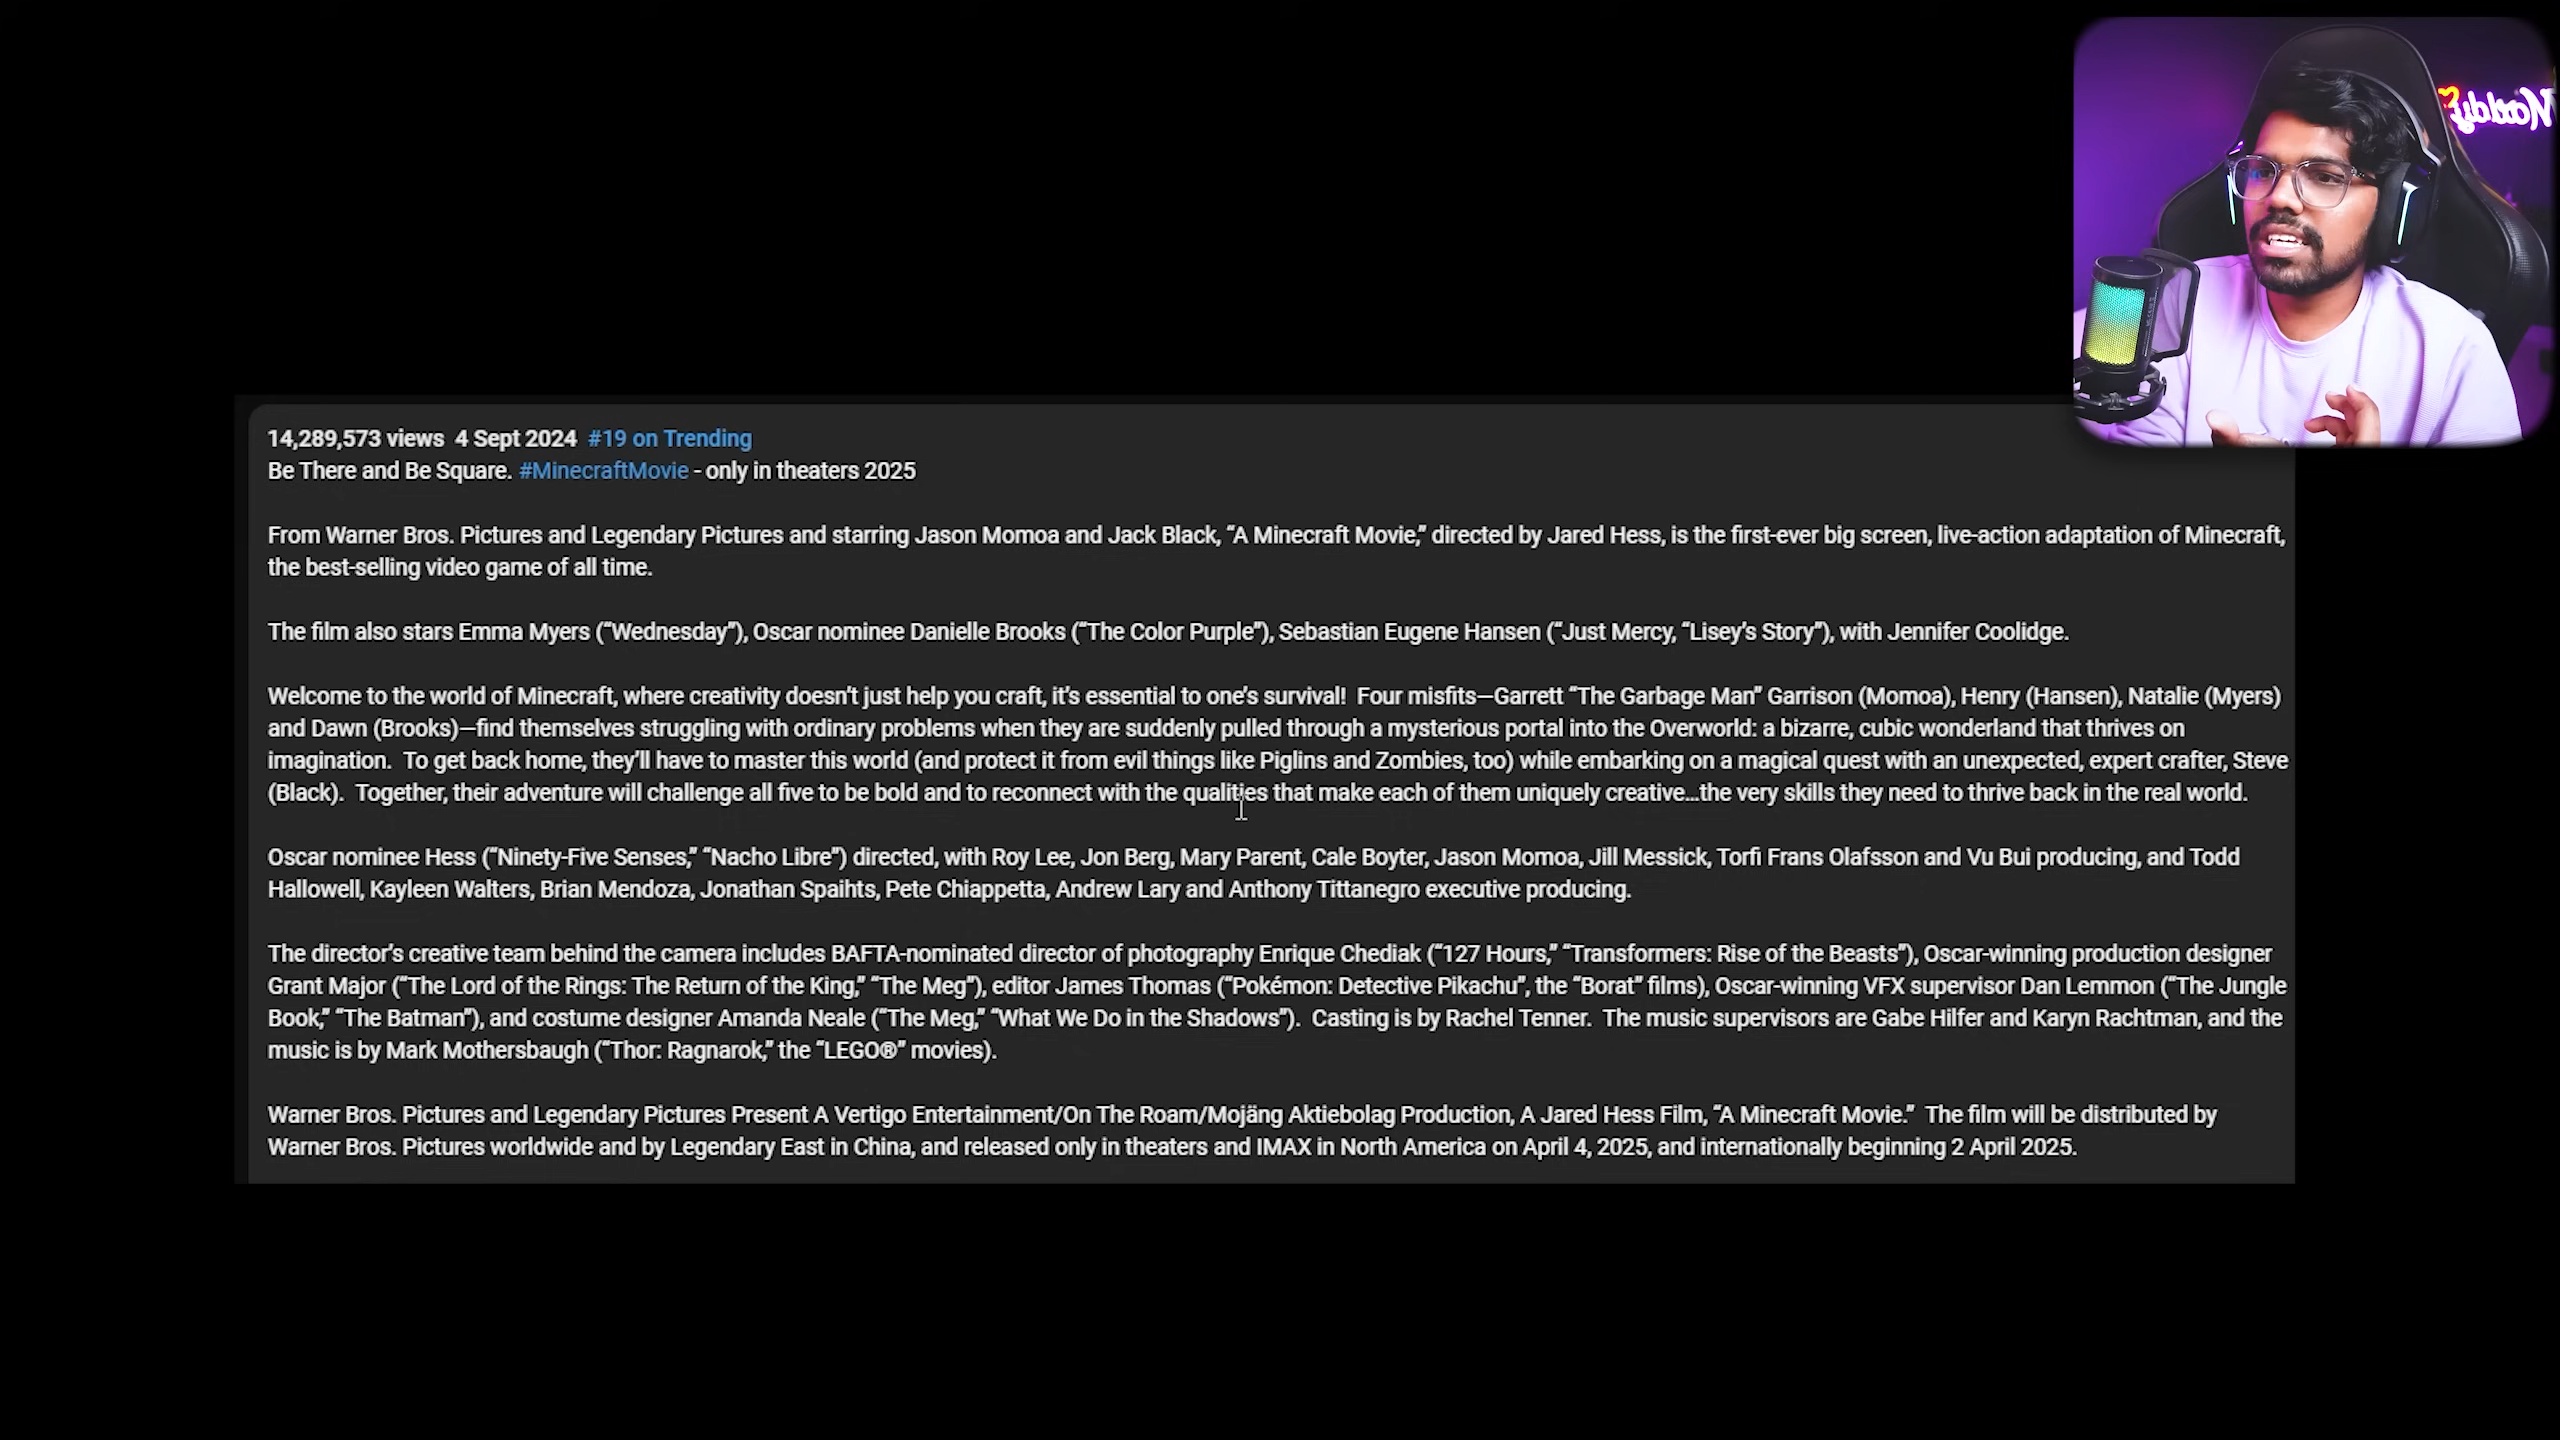 14,289,573 views  4 Sept 2024  #19 on Trending
Be There and Be Square. #MinecraftMovie - only in theaters 2025
From Warner Bros. Pictures and Legendary Pictures and starring Jason Momoa and Jack Black, “A Minecraft Movie,” directed by Jared Hess, is the first-ever big screen, live-action adaptation of Minecraft,
the best-selling video game of all time.
The film also stars Emma Myers (“Wednesday”), Oscar nominee Danielle Brooks (“The Color Purple”), Sebastian Eugene Hansen (“Just Mercy, “Lisey’s Story”), with Jennifer Coolidge.
Welcome to the world of Minecraft, where creativity doesn’t just help you craft, it’s essential to one’s survival!  Four misfits—Garrett “The Garbage Man” Garrison (Momoa), Henry (Hansen), Natalie (Myers)
and Dawn (Brooks)—find themselves struggling with ordinary problems when they are suddenly pulled through a mysterious portal into the Overworld: a bizarre, cubic wonderland that thrives on
imagination.  To get back home, they’ll have to master this world (and protect it from evil things like Piglins and Zombies, too) while embarking on a magical quest with an unexpected, expert crafter, Steve
(Black).  Together, their adventure will challenge all five to be bold and to reconnect with the qualities that make each of them uniquely creative…the very skills they need to thrive back in the real world.
Oscar nominee Hess (“Ninety-Five Senses,” “Nacho Libre”) directed, with Roy Lee, Jon Berg, Mary Parent, Cale Boyter, Jason Momoa, Jill Messick, Torfi Frans Olafsson and Vu Bui producing, and Todd
Hallowell, Kayleen Walters, Brian Mendoza, Jonathan Spaihts, Pete Chiappetta, Andrew Lary and Anthony Tittanegro executive producing.
The director’s creative team behind the camera includes BAFTA-nominated director of photography Enrique Chediak (“127 Hours,” “Transformers: Rise of the Beasts”), Oscar-winning production designer
Grant Major (“The Lord of the Rings: The Return of the King,” “The Meg”), editor James Thomas (“Pokémon: Detective Pikachu”, the “Borat” films), Oscar-winning VFX supervisor Dan Lemmon (“The Jungle
Book,” “The Batman”), and costume designer Amanda Neale (“The Meg,” “What We Do in the Shadows”).  Casting is by Rachel Tenner.  The music supervisors are Gabe Hilfer and Karyn Rachtman, and the
music is by Mark Mothersbaugh (“Thor: Ragnarok,” the “LEGO®” movies).
Warner Bros. Pictures and Legendary Pictures Present A Vertigo Entertainment/On The Roam/Mojäng Aktiebolag Production, A Jared Hess Film, “A Minecraft Movie.”  The film will be distributed by
Warner Bros. Pictures worldwide and by Legendary East in China, and released only in theaters and IMAX in North America on April 4, 2025, and internationally beginning 2 April 2025.